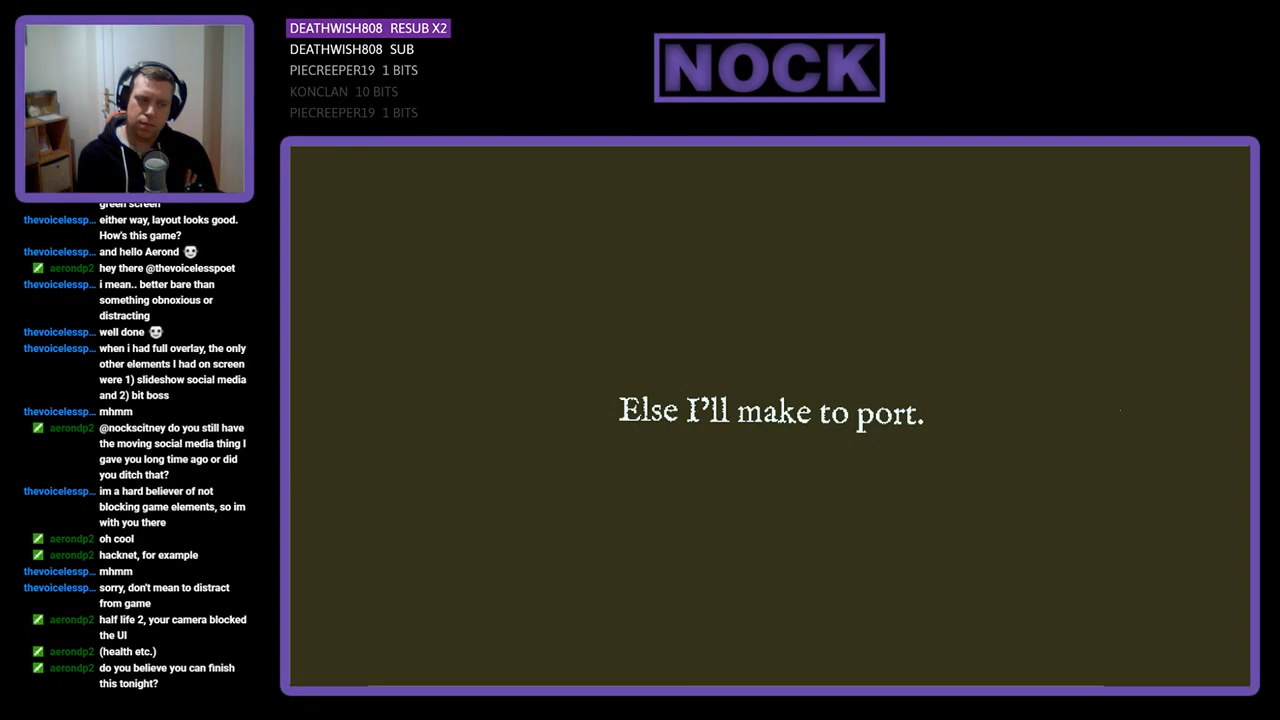 DEATHWISH808 RESUB X2
DEATHWISH808 SUB
PIECREEPER19 1 BITS
KONCLAN 10 BITS
PIECREEPER19 1 BITS
NOCK
green screen
thevoicelessp... either way, layout looks good.
How's this game?
thevoicelessp... and hello Aerond
aerondp2 hey there @thevoicelesspoet
thevoicelessp... i mean.. better bare than
something obnoxious or
distracting
thevoicelessp... well done
thevoicelessp... when i had full overlay, the only
other elements I had on screen
were 1) slideshow social media
and 2) bit boss
thevoicelessp... mhmm
aerondp2 @nockscitney do you still have
the moving social media thing I
gave you long time ago or did
you ditch that?
thevoicelessp... im a hard believer of not
blocking game elements, so im
with you there
aerondp2 oh cool
aerondp2 hacknet, for example
thevoicelessp... mhmm
thevoicelessp... sorry, don't mean to distract
from game
aerondp2 half life 2, your camera blocked
the UI
aerondp2 (health etc.)
aerondp2 do you believe you can finish
this tonight?
Else I’ll make to port.